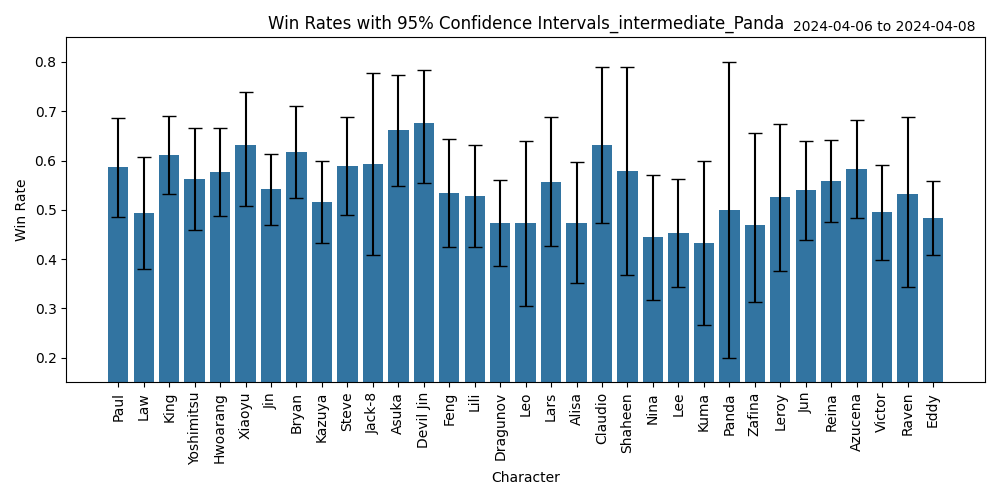 Win Rates with 95% Confidence Intervals_intermediate_Panda
2024-04-06 to 2024-04-08
Win Rate
0.8
0.7
0.6
0.5
0.4
0.3
0.2
Paul
Law
King
Yoshimitsu
Hwoarang
Xiaoyu
Jin
Bryan
Kazuya
Steve
Jack-8
Asuka
Devil Jin
Feng
Lili
Dragunov
Leo
Lars
Alisa
Claudio
Shaheen
Nina
Lee
Kuma
Panda
Zafina
Leroy
Jun
Reina
Azucena
Victor
Raven
Eddy
Character